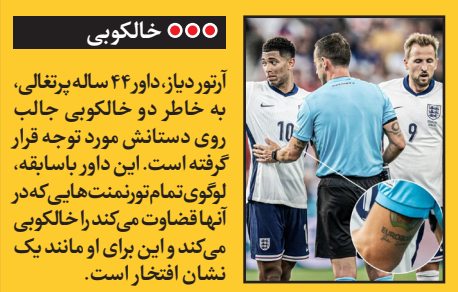 خالکوبی
آرتور دیاز، داور ۴۴ ساله پرتغالی،
به خاطر دو خالکوبی جالب
روی دستانش مورد توجه قرار
گرفته است. این داور باسابقه،
لوگوی تمام تورنمنت‌هایی که در
آنها قضاوت می‌کند را خالکوبی
می‌کند و این برای او مانند یک
نشان افتخار است.
10
9